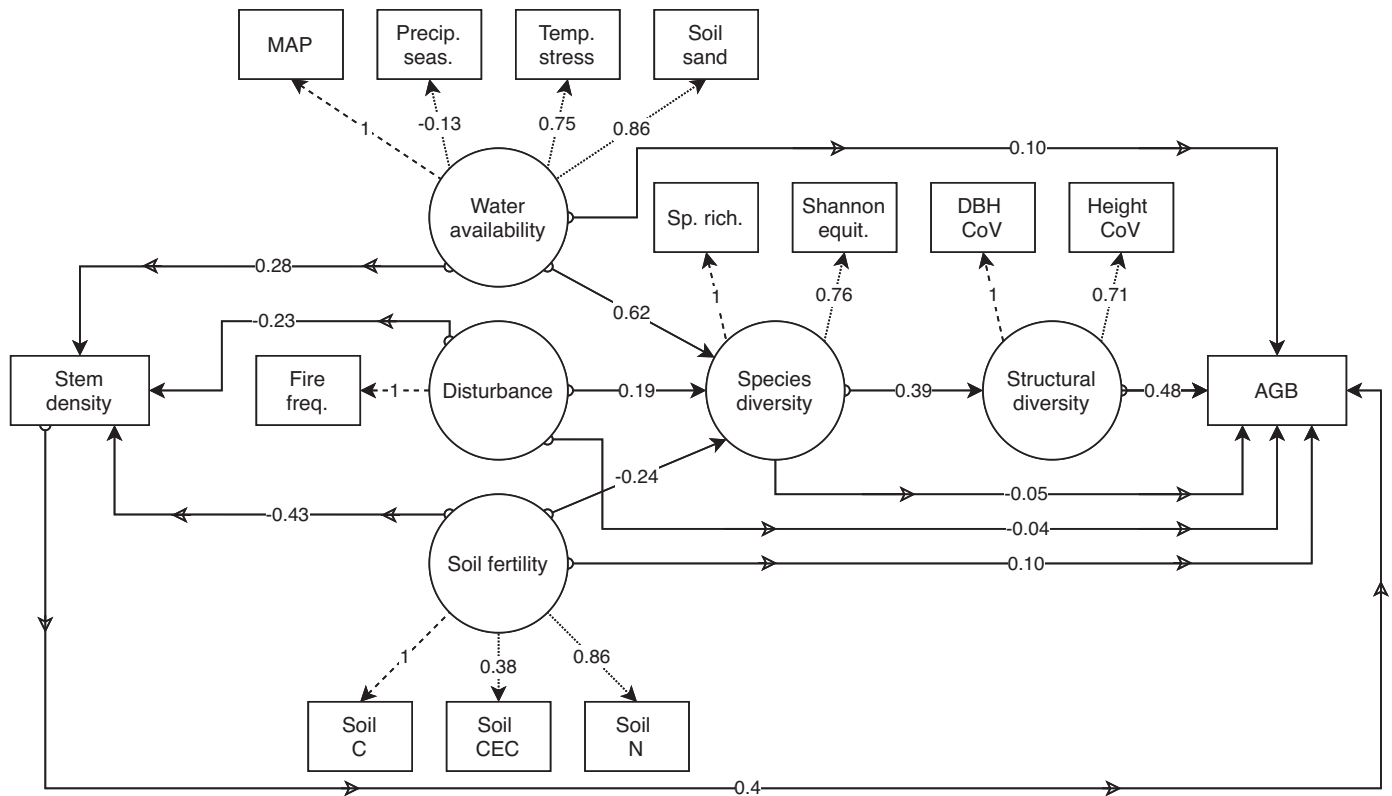 MAP
Precip.
seas.
Temp.
stress
Soil
sand
1
-0.13
0.75
0.86
0.10
Water
availability
Sp. rich.
Shannon
equit.
DBH
CoV
Height
CoV
0.28
0.62
1
0.76
1
0.71
-0.23
Stem
density
Fire
freq.
1
Disturbance
0.19
Species
diversity
0.39
Structural
diversity
0.48
AGB
-0.24
-0.43
-0.05
-0.04
Soil fertility
0.10
1
0.38
0.86
Soil
C
Soil
CEC
Soil
N
0.4